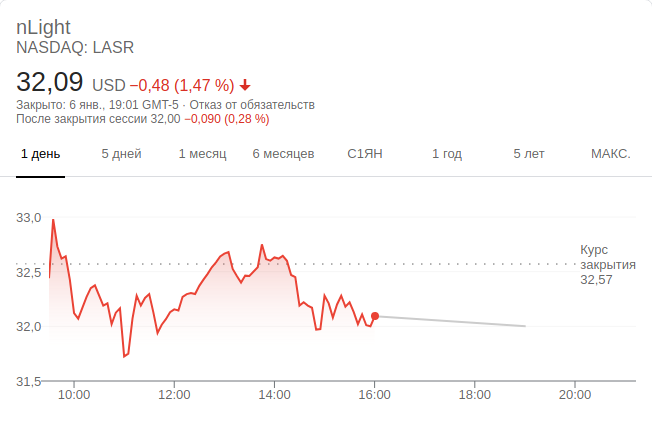 nLight
NASDAQ: LASR
32,09 USD −0,48 (1,47 %)
Закрыто: 6 янв., 19:01 GMT-5 · Отказ от обязательств
После закрытия сессии 32,00 −0,090 (0,28 %)
1 день 5 дней 1 месяц 6 месяцев С1ЯН 1 год 5 лет МАКС.
33,0
Курс
закрытия
32,57
32,5
32,0
31,5
10:00 12:00 14:00 16:00 18:00 20:00